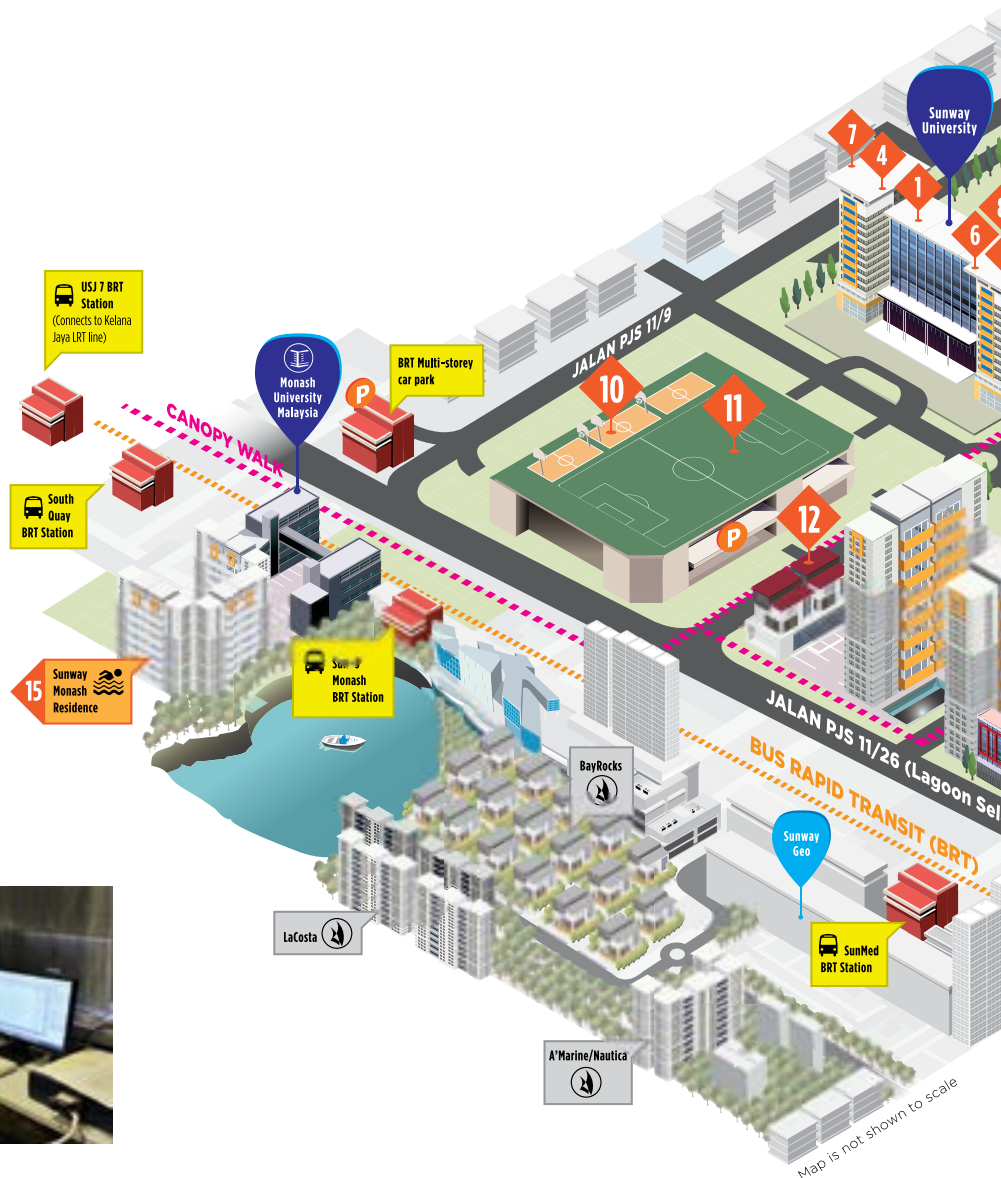 Sunway
University
7
4
1
6
USJ 7 BRT
Station
(Connects to Kelana
Jaya LRT line)
Monash
University
Malaysia
P
BRT Multi-storey
car park
JALAN PJS 11/9
10
11
CANOPY WALK
South
Quay
BRT Station
P
12
15
Sunway
Monash
Residence
Monash
BRT Station
JALAN PJS 11/26 (Lagoon Sel
BUS RAPID TRANSIT (BRT)
BayRocks
Sunway
Geo
LaCosta
SunMed
BRT Station
A'Marine/Nautica
Map is not shown to scale